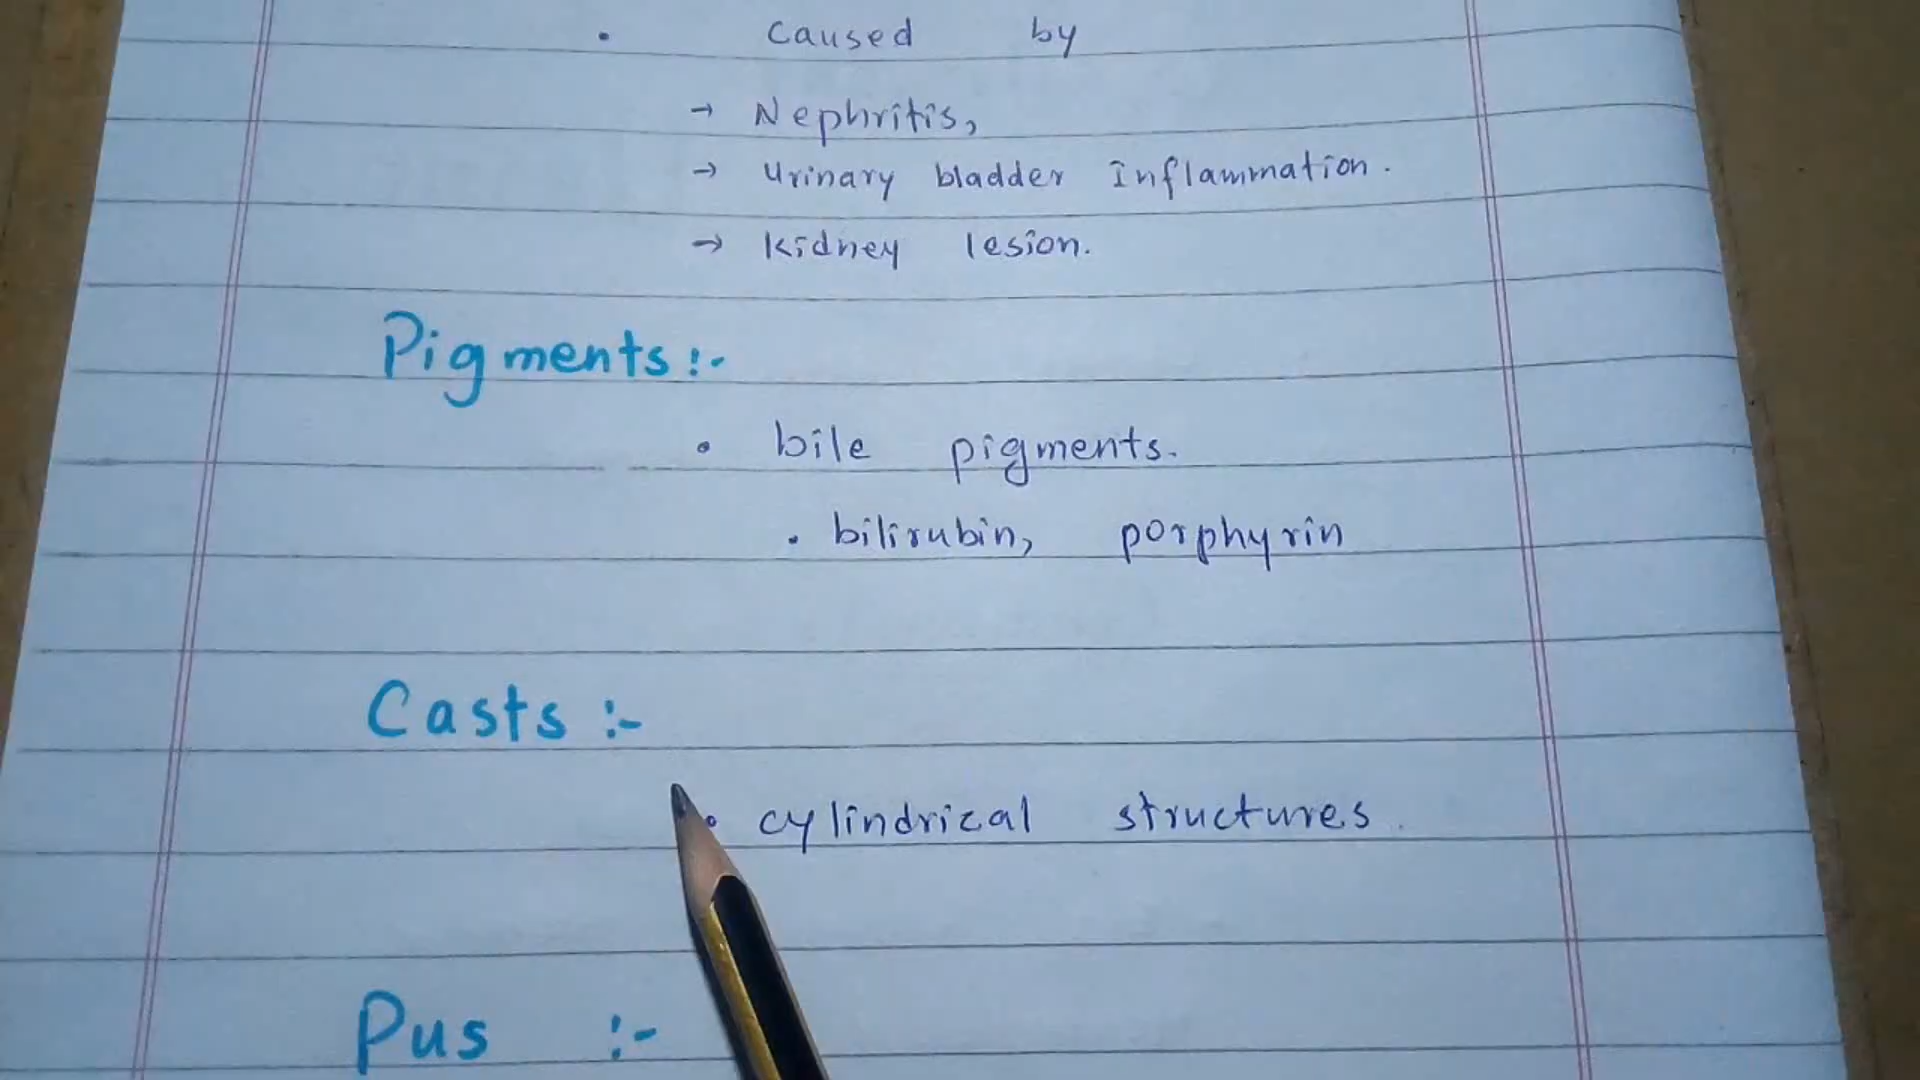 • Caused by
→ Nephritis,
→ Urinary bladder Inflammation.
→ Kidney lesion.
Pigments:-
• bile pigments.
• bilirubin, porphyrin
Casts :-
• cylindrical structures.
Pus :-